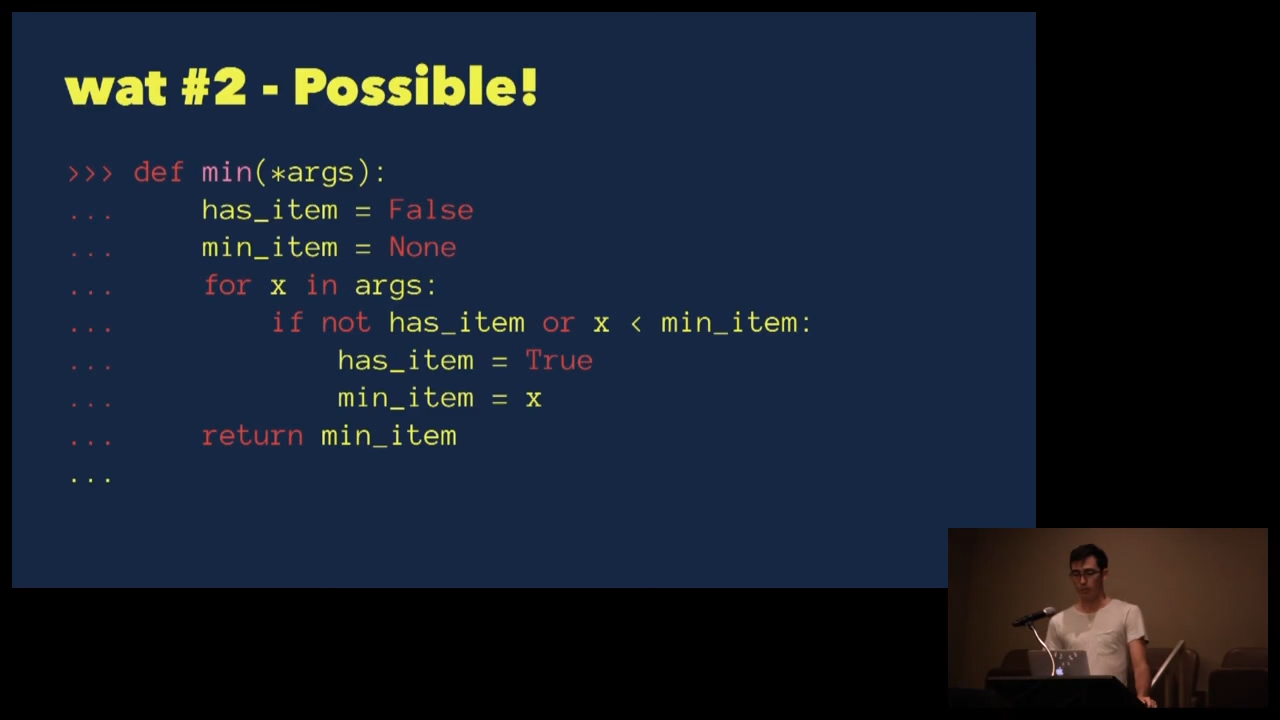 wat #2 - Possible!
>>> def min(*args):
...     has_item = False
...     min_item = None
...     for x in args:
...         if not has_item or x < min_item:
...             has_item = True
...             min_item = x
...     return min_item
...